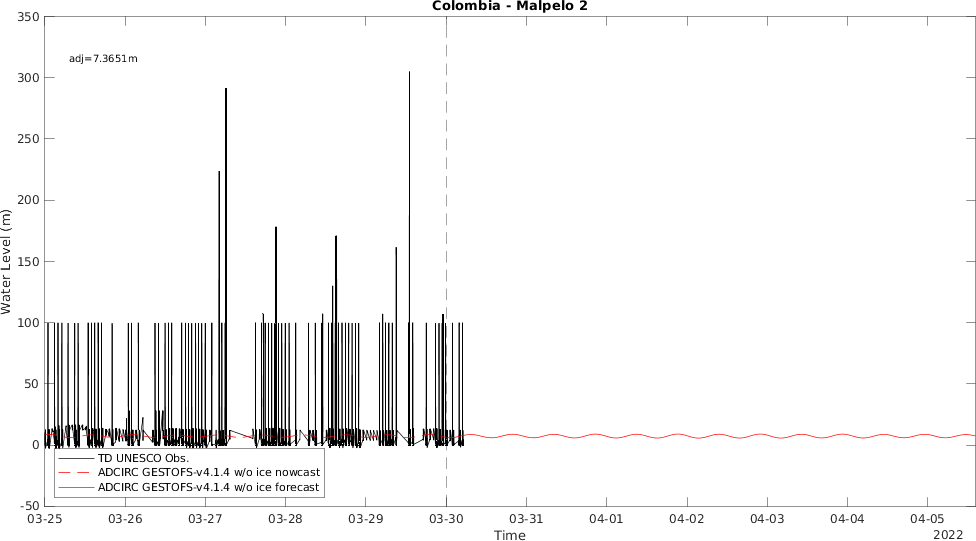 Colombia - Malpelo 2
350
300
250
200
150
100
50
0
-50
Water Level (m)
adj=7.3651m
TD UNESCO Obs.
ADCIRC GESTOFS-v4.1.4 w/o ice nowcast
ADCIRC GESTOFS-v4.1.4 w/o ice forecast
03-25 03-26 03-27 03-28 03-29 03-30 03-31 04-01 04-02 04-03 04-04 04-05
Time
2022